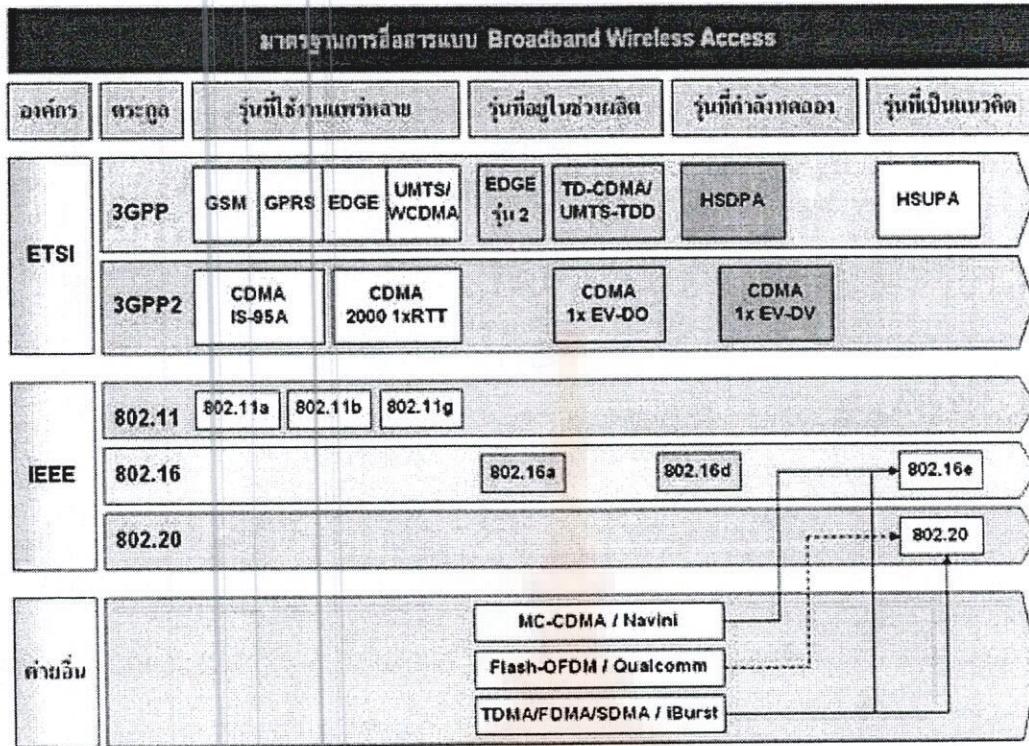 มาตรฐานการสื่อสารแบบ Broadband Wireless Access
องค์กร
ตระกูล
รุ่นที่ใช้งานแพร่หลาย
รุ่นที่อยู่ในช่วงผลิต
รุ่นที่กำลังทดลอง
รุ่นที่เป็นแนวคิด
ETSI
3GPP
GSM
GPRS
EDGE
UMTS/
WCDMA
EDGE
รุ่น 2
TD-CDMA/
UMTS-TDD
HSDPA
HSUPA
3GPP2
CDMA
IS-95A
CDMA
2000 1xRTT
CDMA
1x EV-DO
CDMA
1x EV-DV
IEEE
802.11
802.11a
802.11b
802.11g
802.16
802.16a
802.16d
802.16e
802.20
802.20
ค่ายอื่น
MC-CDMA / Navini
Flash-OFDM / Qualcomm
TDMA/FDMA/SDMA / iBurst